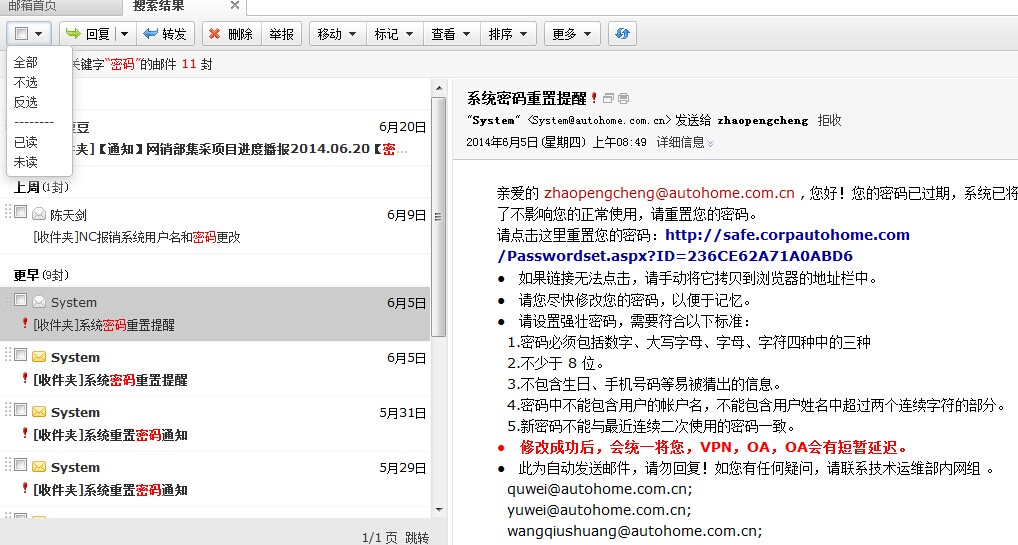 邮箱首页 搜索结果
回复 转发 删除 举报 移动 标记 查看 排序 更多
全部
不选
反选
--------
已读
未读
关键字"密码"的邮件 11 封
豆 6月20日
夹]【通知】网销部集采项目进度播报2014.06.20【密...
上周(1封)
陈天剑 6月9日
[收件夹]NC报销系统用户名和密码更改
更早(9封)
System 6月5日
[收件夹]系统密码重置提醒
System 6月5日
[收件夹]系统密码重置提醒
System 5月31日
[收件夹]系统重置密码通知
System 5月29日
[收件夹]系统重置密码通知
1/1 页 跳转
系统密码重置提醒
"System" <System@autohome.com.cn> 发送给 zhaopengcheng 拒收
2014年6月5日(星期四) 上午08:49 详细信息
亲爱的 zhaopengcheng@autohome.com.cn，您好！您的密码已过期，系统已将
了不影响您的正常使用，请重置您的密码。
请点击这里重置您的密码：http://safe.corpautohome.com
/Passwordset.aspx?ID=236CE62A71A0ABD6
● 如果链接无法点击，请手动将它拷贝到浏览器的地址栏中。
● 请您尽快修改您的密码，以便于记忆。
● 请设置强壮密码，需要符合以下标准：
1.密码必须包括数字、大写字母、字母、字符四种中的三种
2.不少于 8 位。
3.不包含生日、手机号码等易被猜出的信息。
4.密码中不能包含用户的帐户名，不能包含用户姓名中超过两个连续字符的部分。
5.新密码不能与最近连续二次使用的密码一致。
● 修改成功后，会统一将您，VPN，OA，OA会有短暂延迟。
● 此为自动发送邮件，请勿回复！如您有任何疑问，请联系技术运维部内网组 。
quwei@autohome.com.cn;
yuwei@autohome.com.cn;
wangqiushuang@autohome.com.cn;